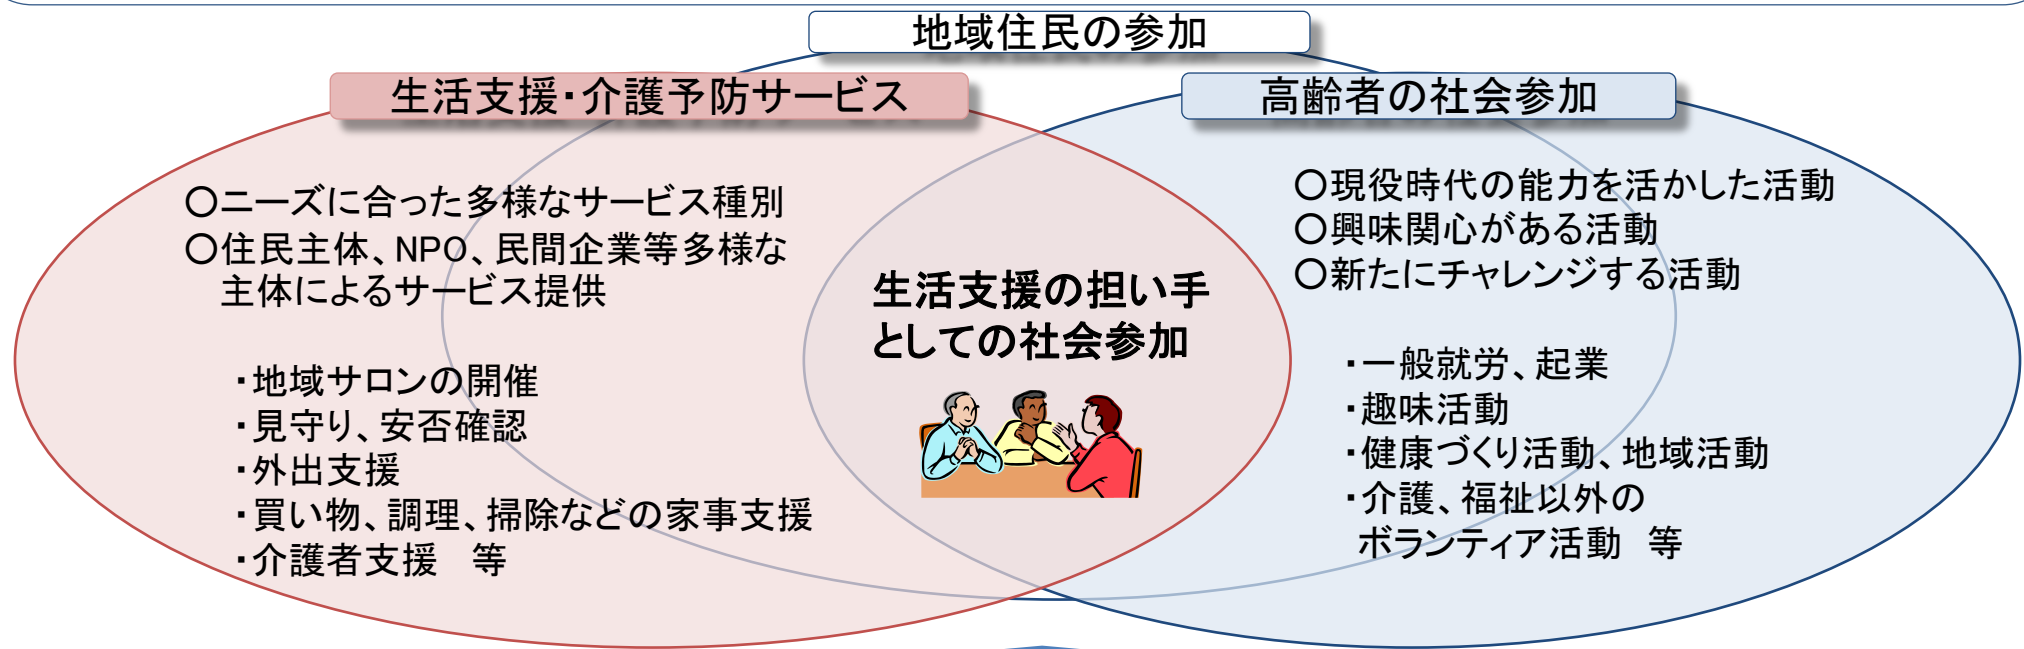 地域住民の参加
生活支援・介護予防サービス
○ニーズに合った多様なサービス種別
○住民主体、NPO、民間企業等多様な
主体によるサービス提供
・地域サロンの開催
・見守り、安否確認
・外出支援
・買い物、調理、掃除などの家事支援
・介護者支援　等
生活支援の担い手
としての社会参加
高齢者の社会参加
○現役時代の能力を活かした活動
○興味関心がある活動
○新たにチャレンジする活動
・一般就労、起業
・趣味活動
・健康づくり活動、地域活動
・介護、福祉以外の
ボランティア活動　等